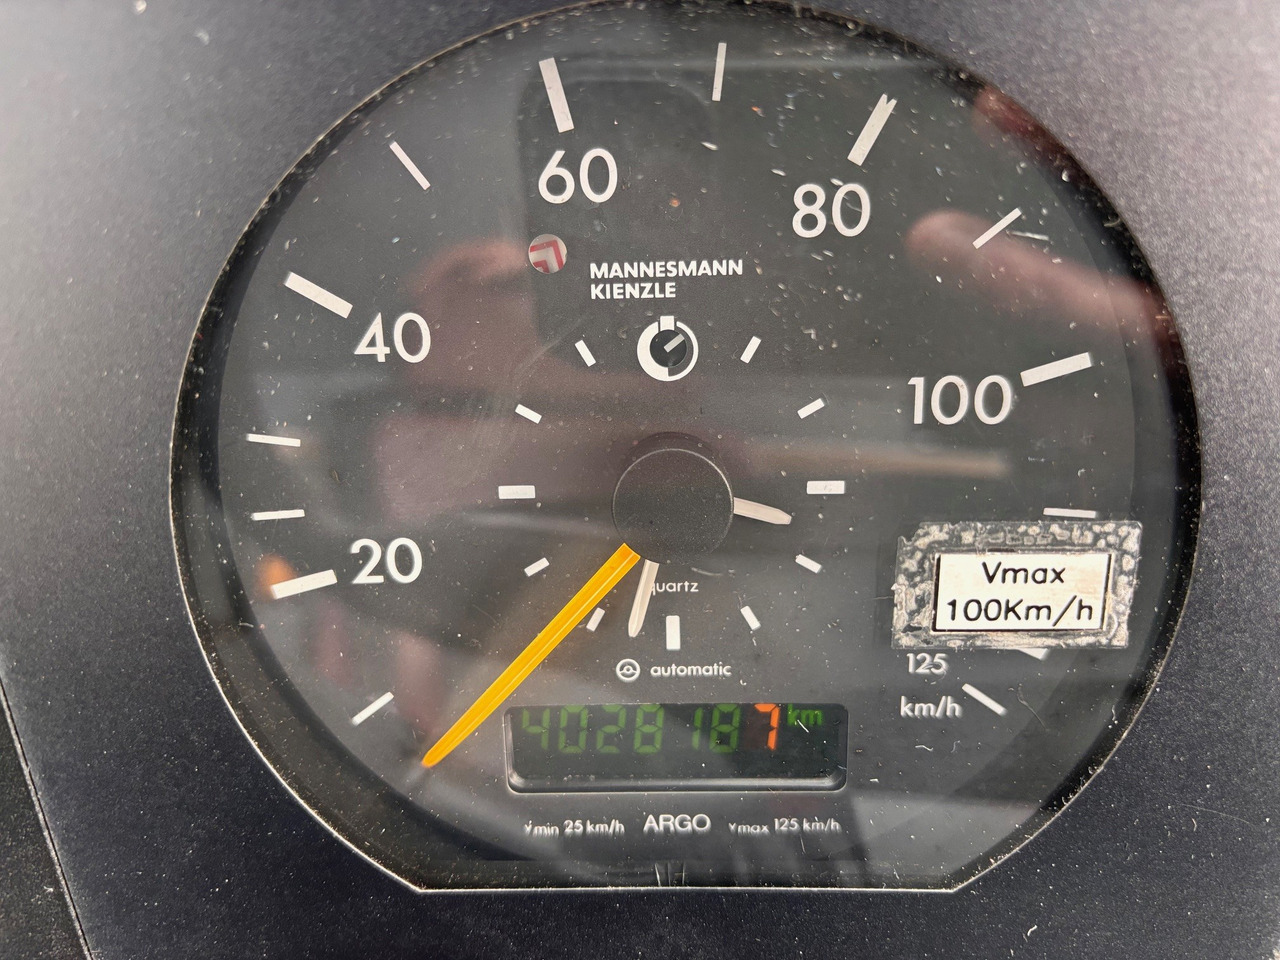 60
80
MANNESMANN
KIENZLE
40
100
20
quartz
Vmax
100Km/h
automatic
125
km/h
4028187 km
vmin 25 km/h ARGO vmax 125 km/h